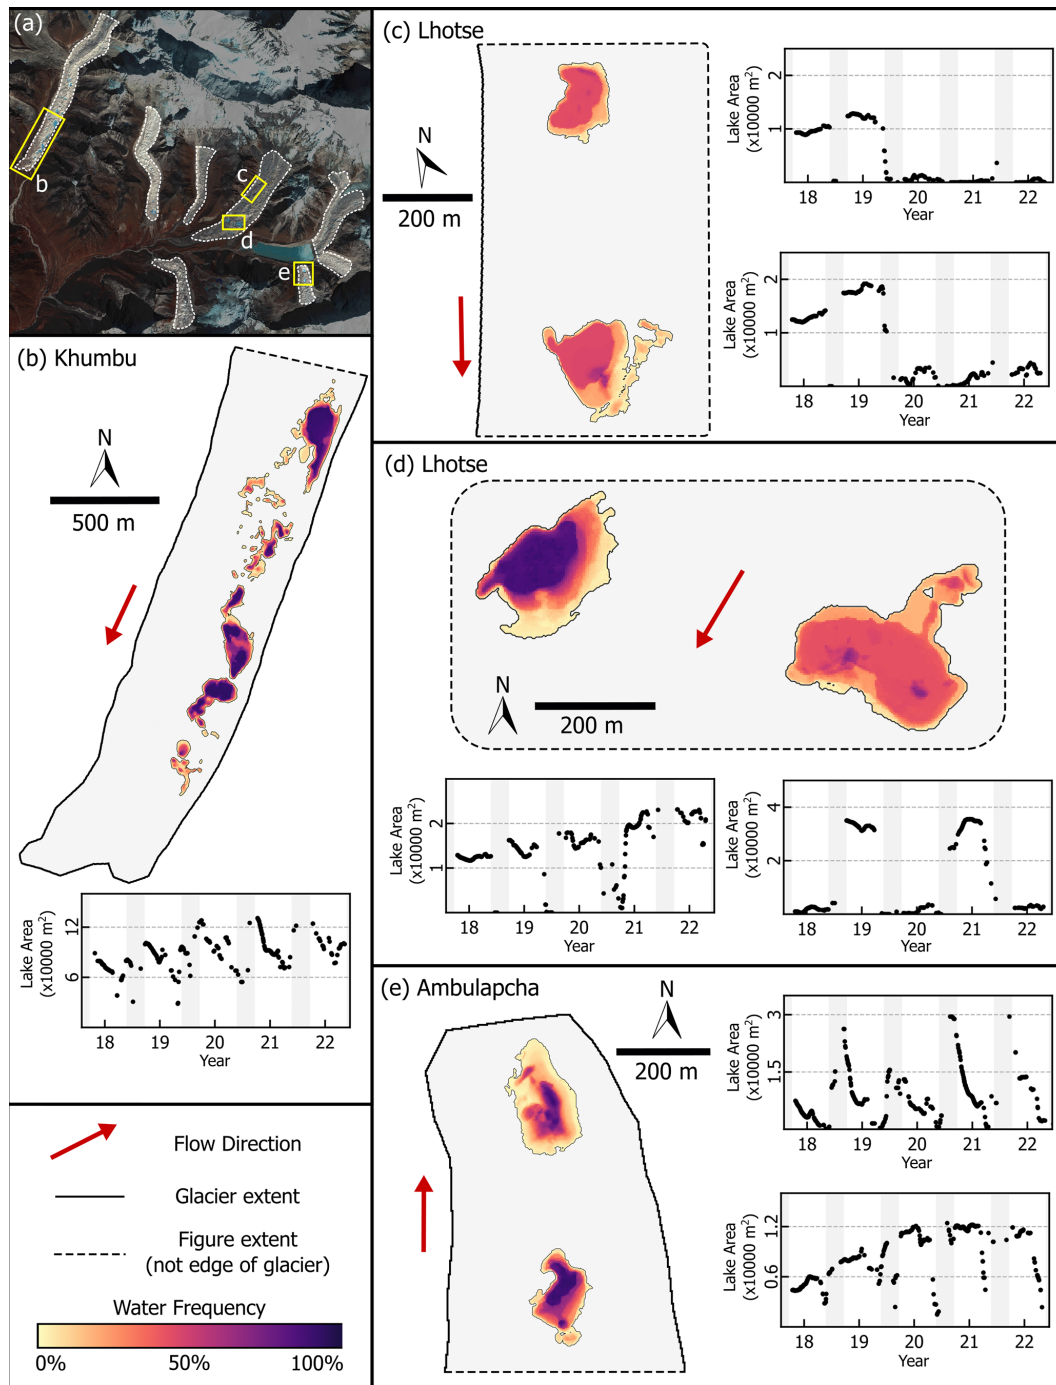 (a)
b
c
d
e
(b) Khumbu
N
500 m
Lake Area
(x10000 m²)
12
6
18 19 20 21 22
Year
Flow Direction
Glacier extent
Figure extent
(not edge of glacier)
Water Frequency
0% 50% 100%
(c) Lhotse
N
200 m
Lake Area
(x10000 m²)
2
1
18 19 20 21 22
Year
Lake Area
(x10000 m²)
2
1
18 19 20 21 22
Year
(d) Lhotse
N
200 m
Lake Area
(x10000 m²)
2
1
18 19 20 21 22
Year
Lake Area
(x10000 m²)
4
2
18 19 20 21 22
Year
(e) Ambulapcha
N
200 m
Lake Area
(x10000 m²)
3
1.5
18 19 20 21 22
Year
Lake Area
(x10000 m²)
1.2
0.6
18 19 20 21 22
Year